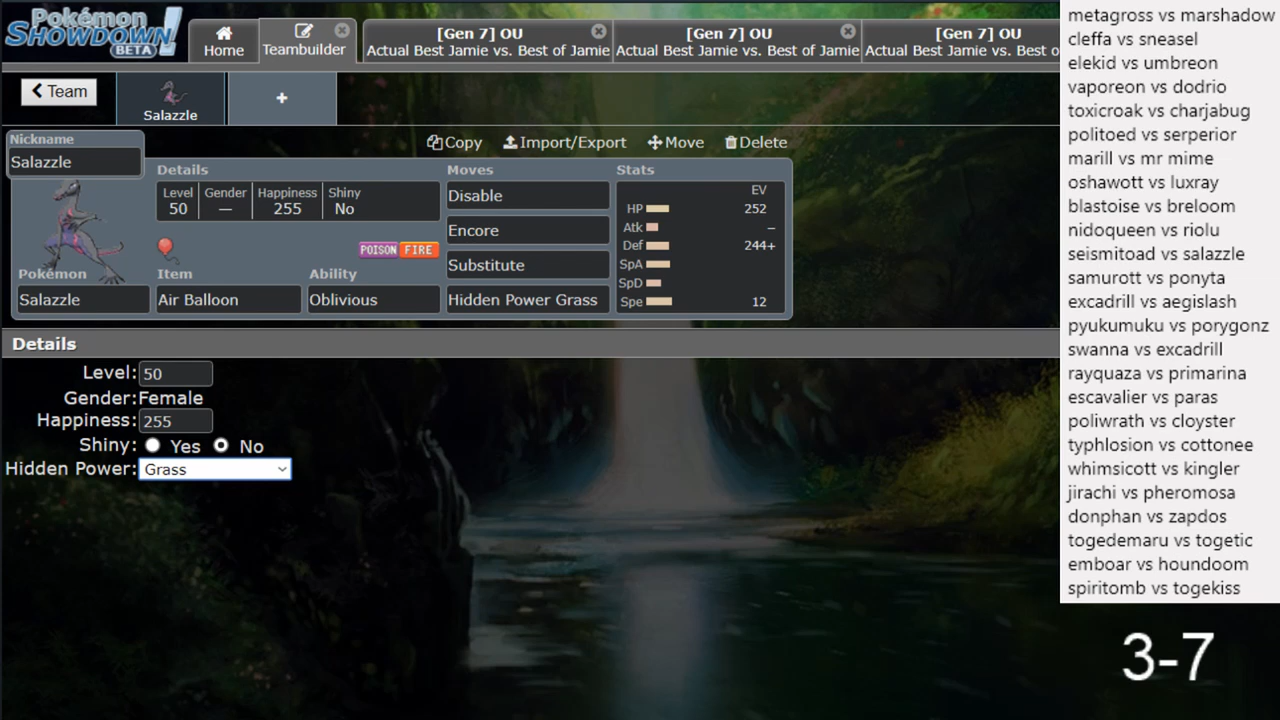 Pokémon
SHOWDOWN!
BETA
Home
Teambuilder
[Gen 7] OU
Actual Best Jamie vs. Best of Jamie
[Gen 7] OU
Actual Best Jamie vs. Best of Jamie
[Gen 7] OU
Actual Best Jamie vs. Best o
Team
Salazzle
+
Copy
Import/Export
Move
Delete
Nickname
Salazzle
Details
Level
50
Gender
—
Happiness
255
Shiny
No
POISON FIRE
Pokémon
Salazzle
Item
Air Balloon
Ability
Oblivious
Moves
Disable
Encore
Substitute
Hidden Power Grass
Stats
EV
HP 252
Atk –
Def 244+
SpA
SpD
Spe 12
Details
Level: 50
Gender: Female
Happiness: 255
Shiny: Yes No
Hidden Power: Grass
metagross vs marshadow
cleffa vs sneasel
elekid vs umbreon
vaporeon vs dodrio
toxicroak vs charjabug
politoed vs serperior
marill vs mr mime
oshawott vs luxray
blastoise vs breloom
nidoqueen vs riolu
seismitoad vs salazzle
samurott vs ponyta
excadrill vs aegislash
pyukumuku vs porygonz
swanna vs excadrill
rayquaza vs primarina
escavalier vs paras
poliwrath vs cloyster
typhlosion vs cottonee
whimsicott vs kingler
jirachi vs pheromosa
donphan vs zapdos
togedemaru vs togetic
emboar vs houndoom
spiritomb vs togekiss
3-7